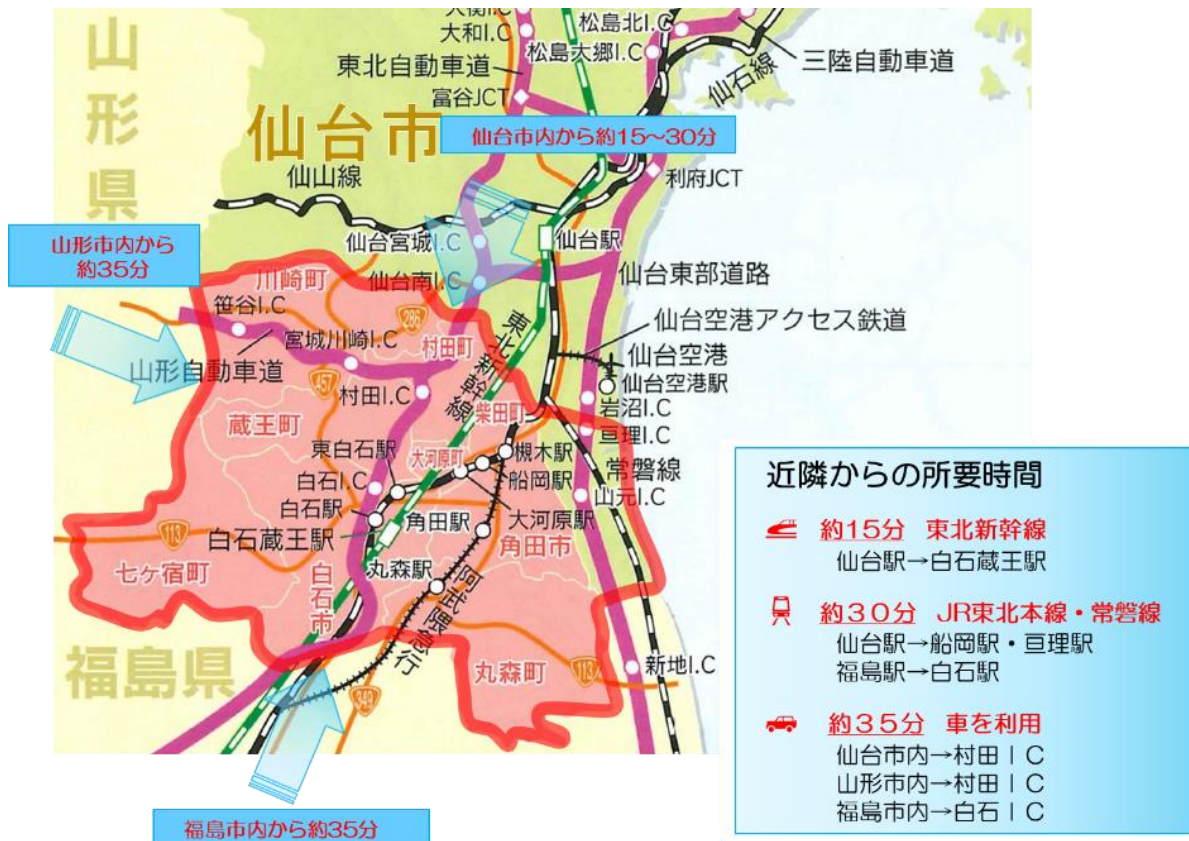 山形県
大衡I.C
大和I.C
松島北I.C
松島大郷I.C
三陸自動車道
東北自動車道
仙石線
富谷JCT
仙台市
仙台市内から約15～30分
仙山線
利府JCT
山形市内から
約35分
仙台宮城I.C
仙台駅
川崎町
仙台南I.C
仙台東部道路
笹谷I.C
286
仙台空港アクセス鉄道
宮城川崎I.C
村田町
東北新幹線
仙台空港
山形自動車道
457
仙台空港駅
村田I.C
岩沼I.C
蔵王町
柴田町
亘理I.C
東白石駅
大河原町
槻木駅
常磐線
白石I.C
船岡駅
山元I.C
白石駅
角田駅
大河原駅
113
白石蔵王駅
角田市
七ヶ宿町
白石市
丸森駅
阿武隈急行
福島県
丸森町
113
新地I.C
349
福島市内から約35分
近隣からの所要時間
約15分 東北新幹線
仙台駅→白石蔵王駅
約30分 JR東北本線・常磐線
仙台駅→船岡駅・亘理駅
福島駅→白石駅
約35分 車を利用
仙台市内→村田IC
山形市内→村田IC
福島市内→白石IC